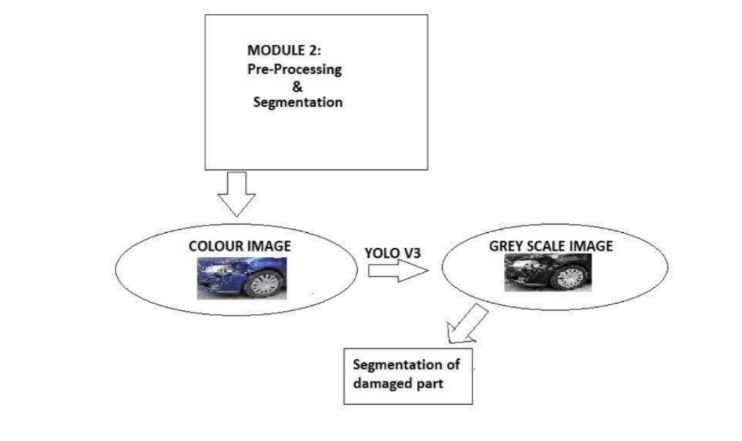 MODULE 2:
Pre-Processing
&
Segmentation
COLOUR IMAGE
YOLO V3
GREY SCALE IMAGE
Segmentation of
damaged part